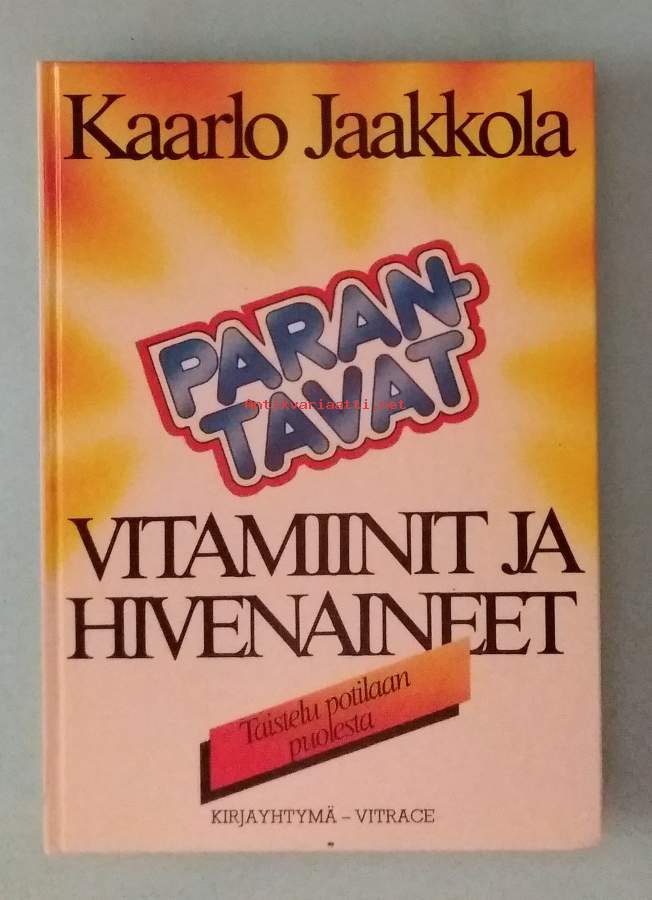 Kaarlo Jaakkola
PARAN-
TAVAT
antikvariaatti.net
VITAMIINIT JA
HIVENAINEET
Taistelu potilaan
puolesta
KIRJAYHTYMÄ – VITRACE